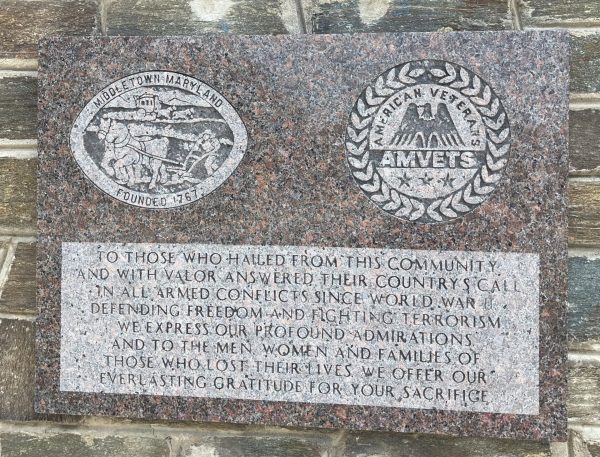 MIDDLETOWN MARYLAND
FOUNDED 1767
AMERICAN VETERANS
AMVETS
TO THOSE WHO HAILED FROM THIS COMMUNITY,
AND WITH VALOR ANSWERED THEIR COUNTRY'S CALL
IN ALL ARMED CONFLICTS SINCE WORLD WAR II
DEFENDING FREEDOM AND FIGHTING TERRORISM
WE EXPRESS OUR PROFOUND ADMIRATIONS
AND TO THE MEN, WOMEN AND FAMILIES OF
THOSE WHO LOST THEIR LIVES, WE OFFER OUR
EVERLASTING GRATITUDE FOR YOUR SACRIFICE